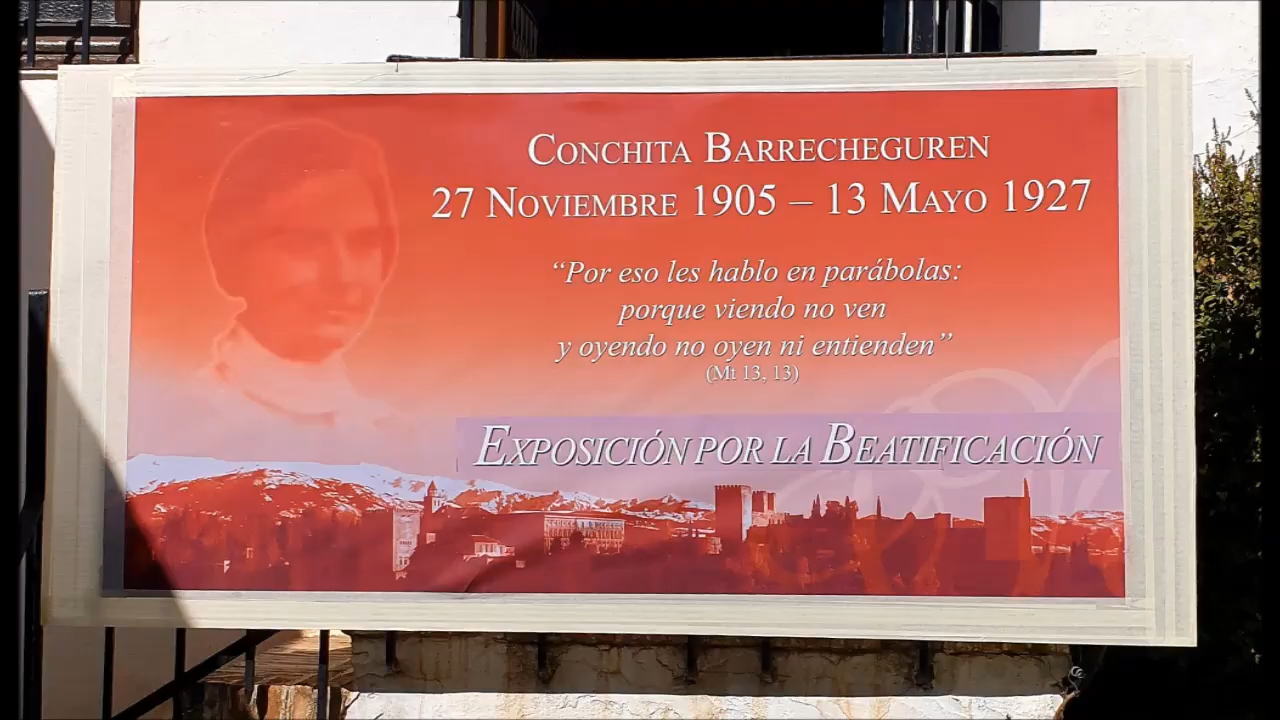 CONCHITA BARRECHEGUREN
27 NOVIEMBRE 1905 – 13 MAYO 1927
“Por eso les hablo en parábolas:
porque viendo no ven
y oyendo no oyen ni entienden”
(Mt 13, 13)
EXPOSICIÓN POR LA BEATIFICACIÓN